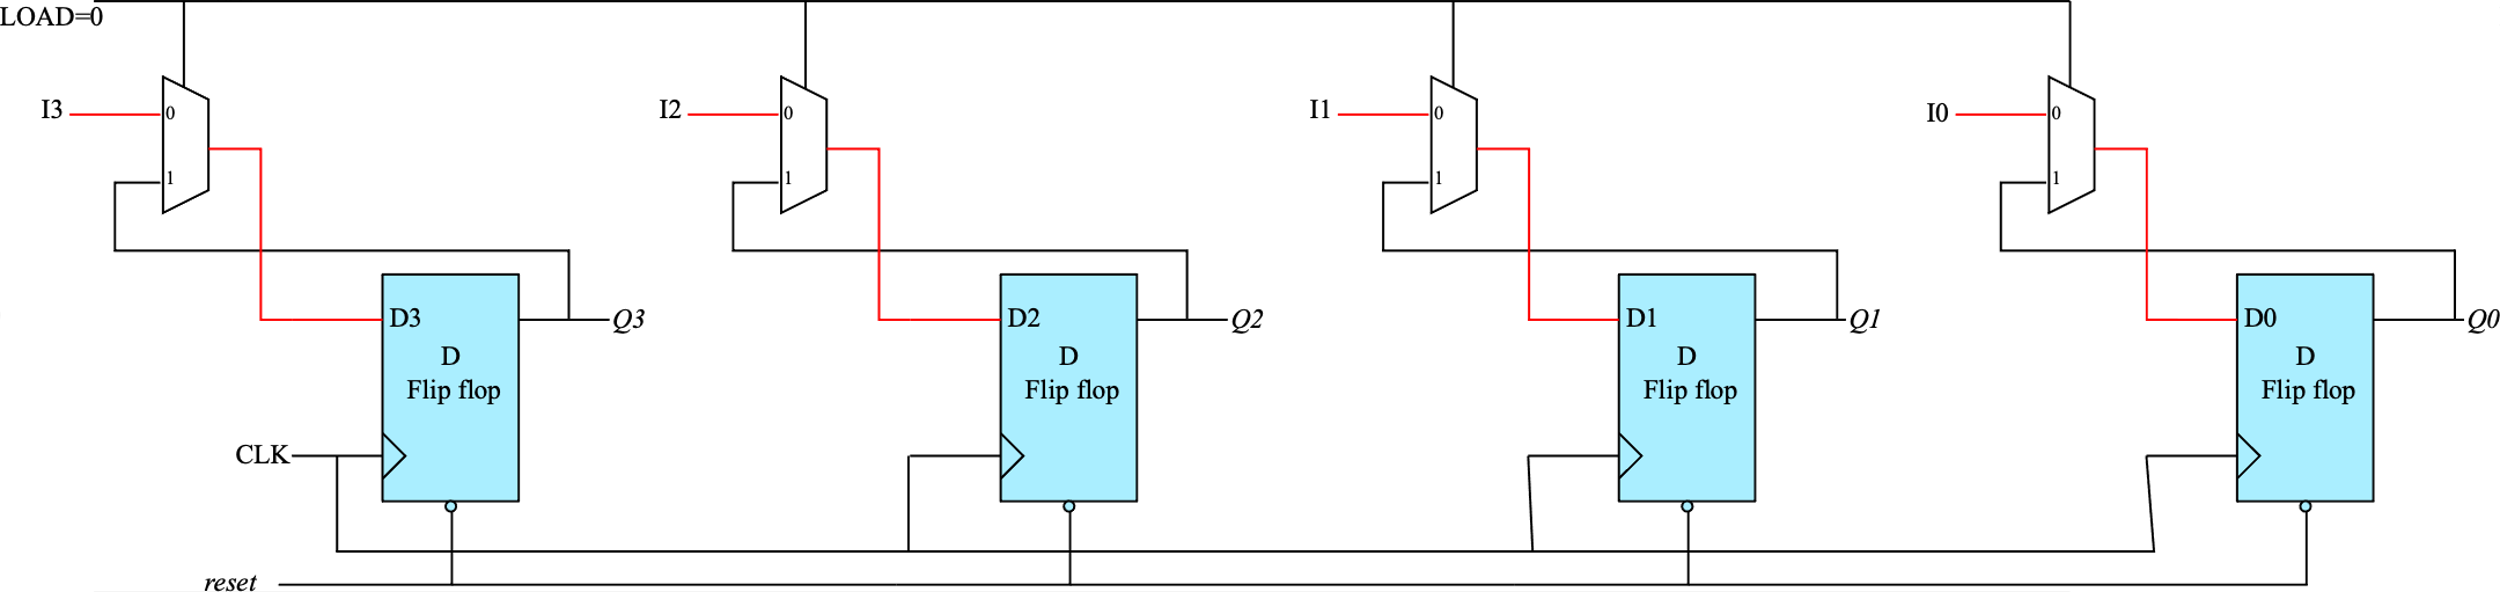 LOAD=0
I3
0
1
I2
0
1
I1
0
1
I0
0
1
D3
D
Flip flop
Q3
D2
D
Flip flop
Q2
D1
D
Flip flop
Q1
D0
D
Flip flop
Q0
CLK
reset